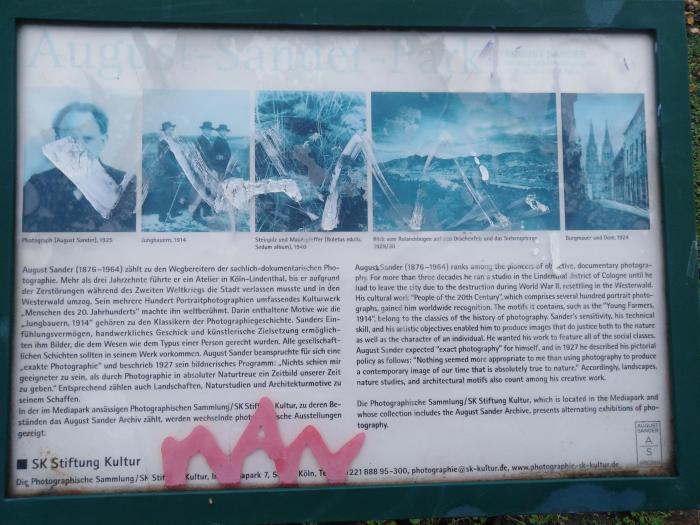 August-Sander-Park
Photograph [August Sander], 1925
Jungbauern, 1914
Steinpilz und Mauerpfeffer (Boletus edulis,
Sedum album), 1940
Blick vom Rolandsbogen auf den Drachenfels und das Siebengebirge
1929/30
Burgmauer und Dom, 1924
August Sander (1876–1964) zählt zu den Wegbereitern der sachlich-dokumentarischen Pho-
tographie. Mehr als drei Jahrzehnte führte er ein Atelier in Köln-Lindenthal, bis er aufgrund
der Zerstörungen während des Zweiten Weltkriegs die Stadt verlassen musste und in den
Westerwald umzog. Sein mehrere Hundert Portraitphotographien umfassendes Kulturwerk
„Menschen des 20. Jahrhunderts" machte ihn weltberühmt. Darin enthaltene Motive wie die
„Jungbauern, 1914" gehören zu den Klassikern der Photographiegeschichte. Sanders Ein-
fühlungsvermögen, handwerkliches Geschick und künstlerische Zielsetzung ermöglich-
ten ihm Bilder, die dem Wesen wie dem Typus einer Person gerecht wurden. Alle gesellschaft-
lichen Schichten sollten in seinem Werk vorkommen. August Sander beanspruchte für sich eine
„exakte Photographie" und beschrieb 1927 sein bildnerisches Programm: „Nichts schien mir
geeigneter zu sein, als durch Photographie in absoluter Naturtreue ein Zeitbild unserer Zeit
zu geben." Entsprechend zählen auch Landschaften, Naturstudien und Architekturmotive zu
seinem Schaffen.
In der im Mediapark ansässigen Photographischen Sammlung/SK Stiftung Kultur, zu deren Be-
ständen das August Sander Archiv zählt, werden wechselnde photographische Ausstellungen
gezeigt.
August Sander (1876–1964) ranks among the pioneers of objective, documentary photogra-
phy. For more than three decades he ran a studio in the Lindenthal district of Cologne until he
had to leave the city due to the destruction during World War II, resettling in the Westerwald.
His cultural work "People of the 20th Century", which comprises several hundred portrait photo-
graphs, gained him worldwide recognition. The motifs it contains, such as the "Young Farmers,
1914", belong to the classics of the history of photography. Sander's sensitivity, his technical
skill, and his artistic objectives enabled him to produce images that do justice both to the nature
as well as the character of an individual. He wanted his work to feature all of the social classes.
August Sander expected "exact photography" for himself, and in 1927 he described his pictorial
policy as follows: "Nothing seemed more appropriate to me than using photography to produce
a contemporary image of our time that is absolutely true to nature." Accordingly, landscapes,
nature studies, and architectural motifs also count among his creative work.
Die Photographische Sammlung/SK Stiftung Kultur, which is located in the Mediapark and
whose collection includes the August Sander Archive, presents alternating exhibitions of pho-
tography.
SK Stiftung Kultur
Die Photographische Sammlung/SK Stiftung Kultur, Im Mediapark 7, Köln, 221 888 95-300, photographie@sk-kultur.de, www.photographie-sk-kultur.de
AUGUST
SANDER
A
S
ARCHIV